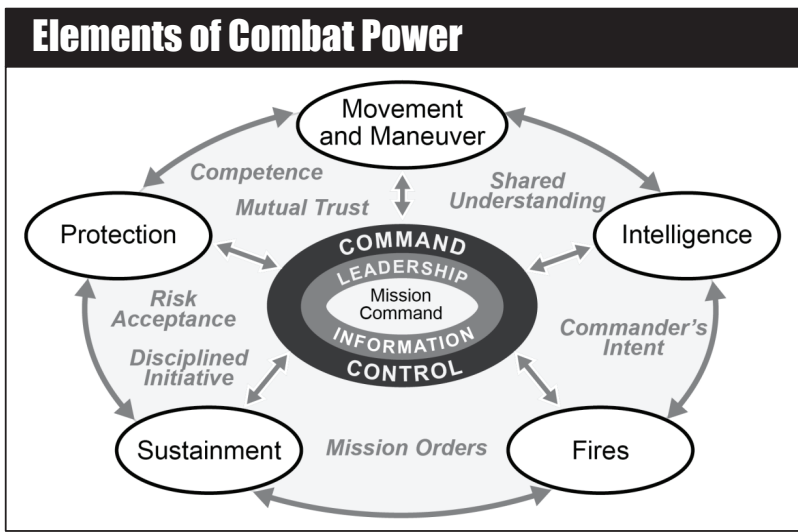 Elements of Combat Power
Movement
and Maneuver
Competence
Mutual Trust
Shared
Understanding
Protection
Intelligence
COMMAND
LEADERSHIP
Mission
Command
INFORMATION
CONTROL
Risk
Acceptance
Disciplined
Initiative
Commander's
Intent
Sustainment
Mission Orders
Fires